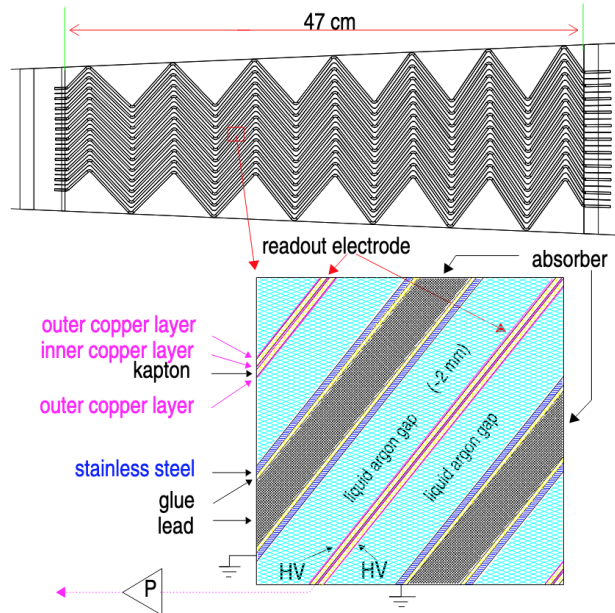 47 cm
readout electrode
absorber
outer copper layer
inner copper layer
kapton
outer copper layer
(~2 mm)
liquid argon gap
liquid argon gap
stainless steel
glue
lead
HV
HV
P